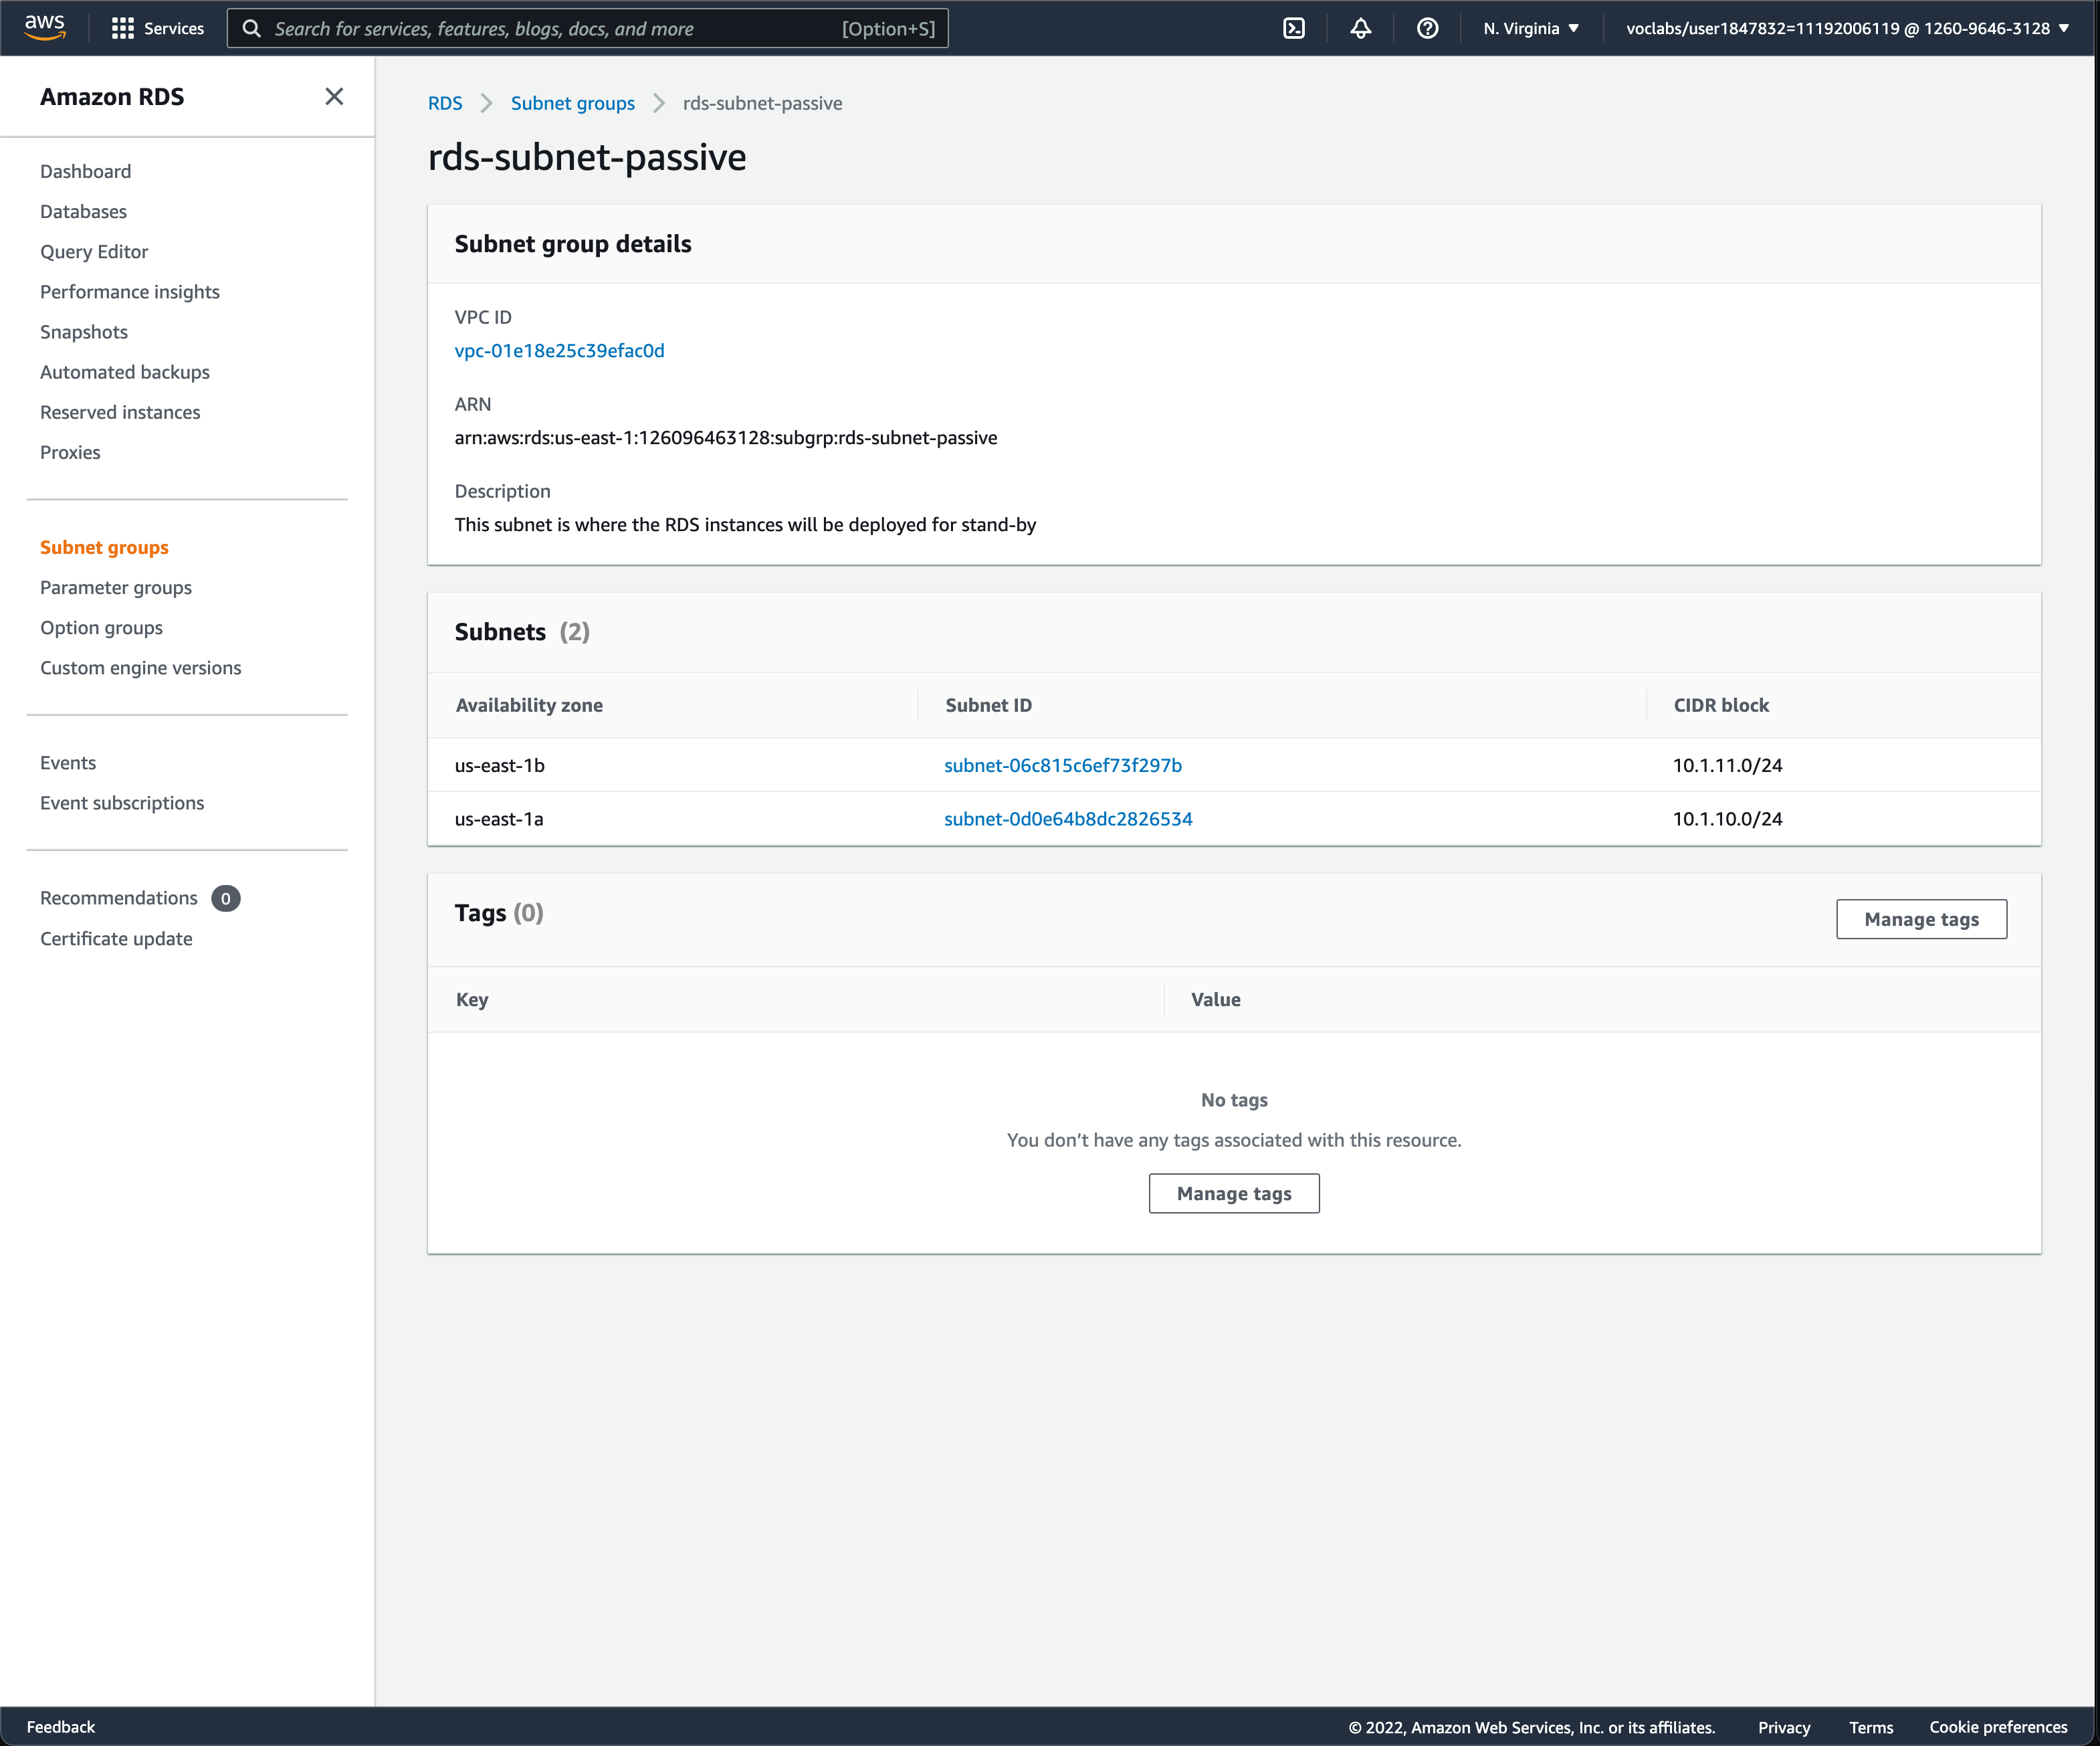 aws Services Search for services, features, blogs, docs, and more [Option+S] N. Virginia voclabs/user1847832=11192006119 @ 1260-9646-3128
Amazon RDS
Dashboard
Databases
Query Editor
Performance insights
Snapshots
Automated backups
Reserved instances
Proxies
Subnet groups
Parameter groups
Option groups
Custom engine versions
Events
Event subscriptions
Recommendations 0
Certificate update
RDS Subnet groups rds-subnet-passive
rds-subnet-passive
Subnet group details
VPC ID
vpc-01e18e25c39efac0d
ARN
arn:aws:rds:us-east-1:126096463128:subgrp:rds-subnet-passive
Description
This subnet is where the RDS instances will be deployed for stand-by
Subnets (2)
Availability zone Subnet ID CIDR block
us-east-1b subnet-06c815c6ef73f297b 10.1.11.0/24
us-east-1a subnet-0d0e64b8dc2826534 10.1.10.0/24
Tags (0) Manage tags
Key Value
No tags
You don’t have any tags associated with this resource.
Manage tags
Feedback © 2022, Amazon Web Services, Inc. or its affiliates. Privacy Terms Cookie preferences